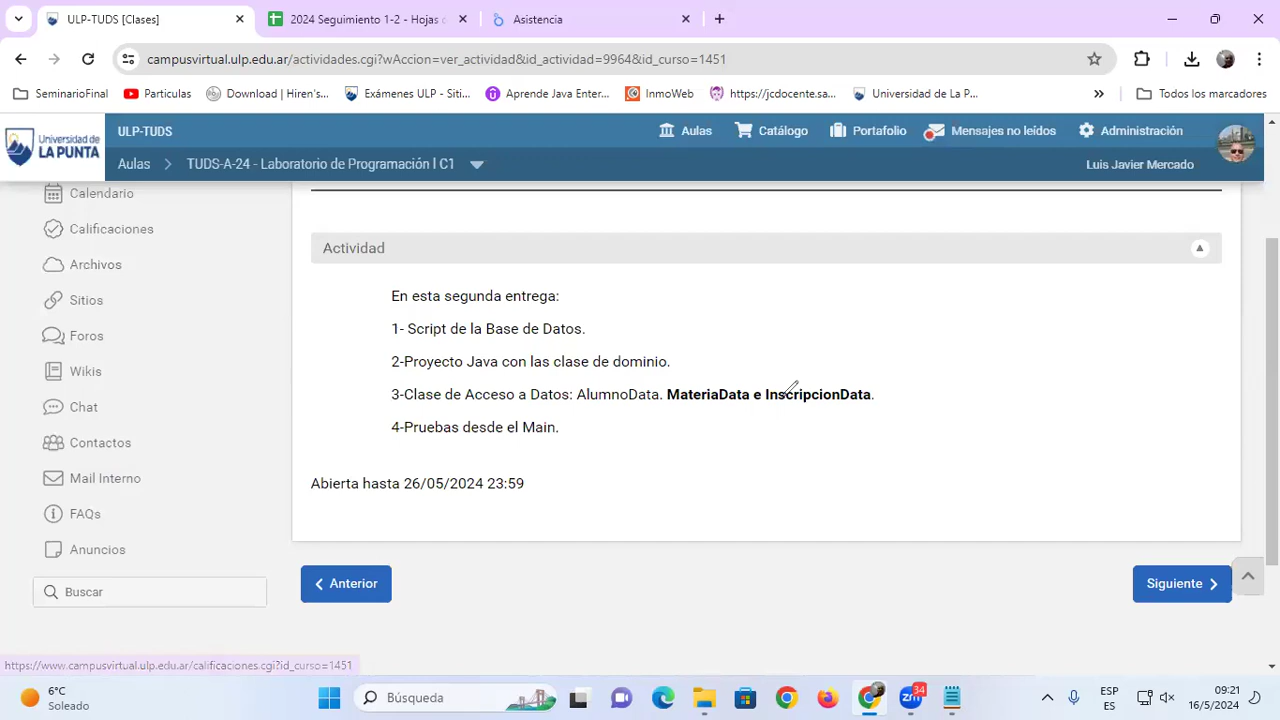 ULP-TUDS [Clases]
2024 Seguimiento 1-2 - Hojas
Asistencia
campusvirtual.ulp.edu.ar/actividades.cgi?wAccion=ver_actividad&id_actividad=9964&id_curso=1451
SeminarioFinal
Particulas
Download | Hiren's...
Exámenes ULP - Siti...
Aprende Java Enter...
InmoWeb
https://jcdocente.sa...
Universidad de La P...
Todos los marcadores
Universidad de
LA PUNTA
ULP-TUDS
Aulas
Catálogo
Portafolio
Mensajes no leídos
Administración
Aulas
TUDS-A-24 - Laboratorio de Programación I C1
Luis Javier Mercado
Calendario
Calificaciones
Archivos
Sitios
Foros
Wikis
Chat
Contactos
Mail Interno
FAQs
Anuncios
Buscar
Actividad
En esta segunda entrega:
1- Script de la Base de Datos.
2-Proyecto Java con las clase de dominio.
3-Clase de Acceso a Datos: AlumnoData. MateriaData e InscripcionData.
4-Pruebas desde el Main.
Abierta hasta 26/05/2024 23:59
Anterior
Siguiente
https://www.campusvirtual.ulp.edu.ar/calificaciones.cgi?id_curso=1451
6°C
Soleado
Búsqueda
zm
34
ESP
ES
09:21
16/5/2024